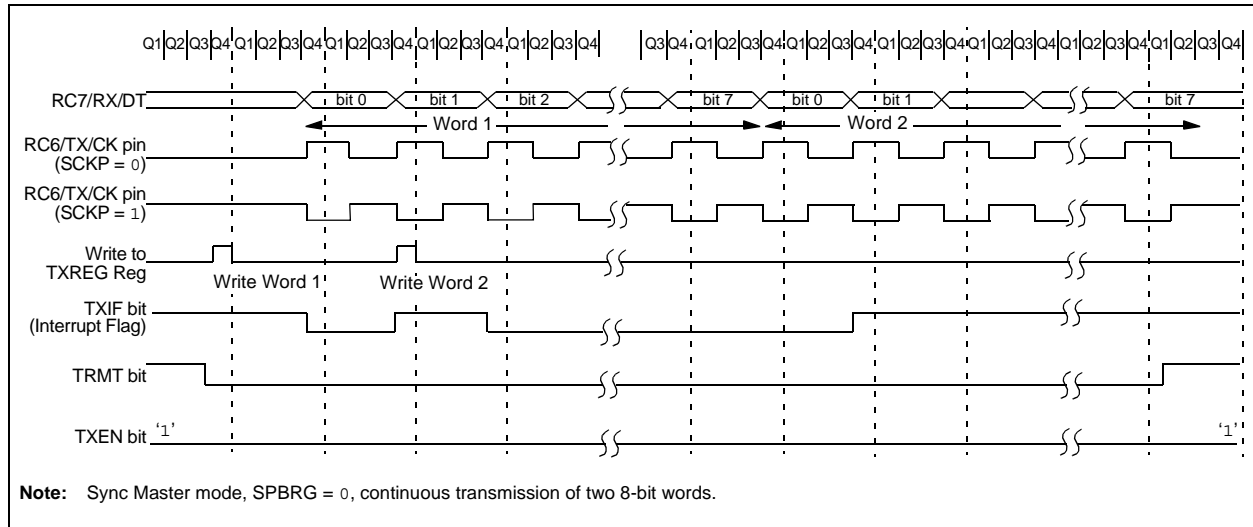 Q1 Q2 Q3 Q4 Q1 Q2 Q3 Q4 Q1 Q2 Q3 Q4 Q1 Q2 Q3 Q4 Q1 Q2 Q3 Q4 Q3 Q4 Q1 Q2 Q3 Q4 Q1 Q2 Q3 Q4 Q1 Q2 Q3 Q4 Q1 Q2 Q3 Q4 Q1 Q2 Q3 Q4 Q1 Q2 Q3 Q4
RC7/RX/DT bit 0 bit 1 bit 2 bit 7 bit 0 bit 1 bit 7
Word 1 Word 2
RC6/TX/CK pin
(SCKP = 0)
RC6/TX/CK pin
(SCKP = 1)
Write to
TXREG Reg
Write Word 1 Write Word 2
TXIF bit
(Interrupt Flag)
TRMT bit
TXEN bit ‘1’ ‘1’
Note: Sync Master mode, SPBRG = 0, continuous transmission of two 8-bit words.